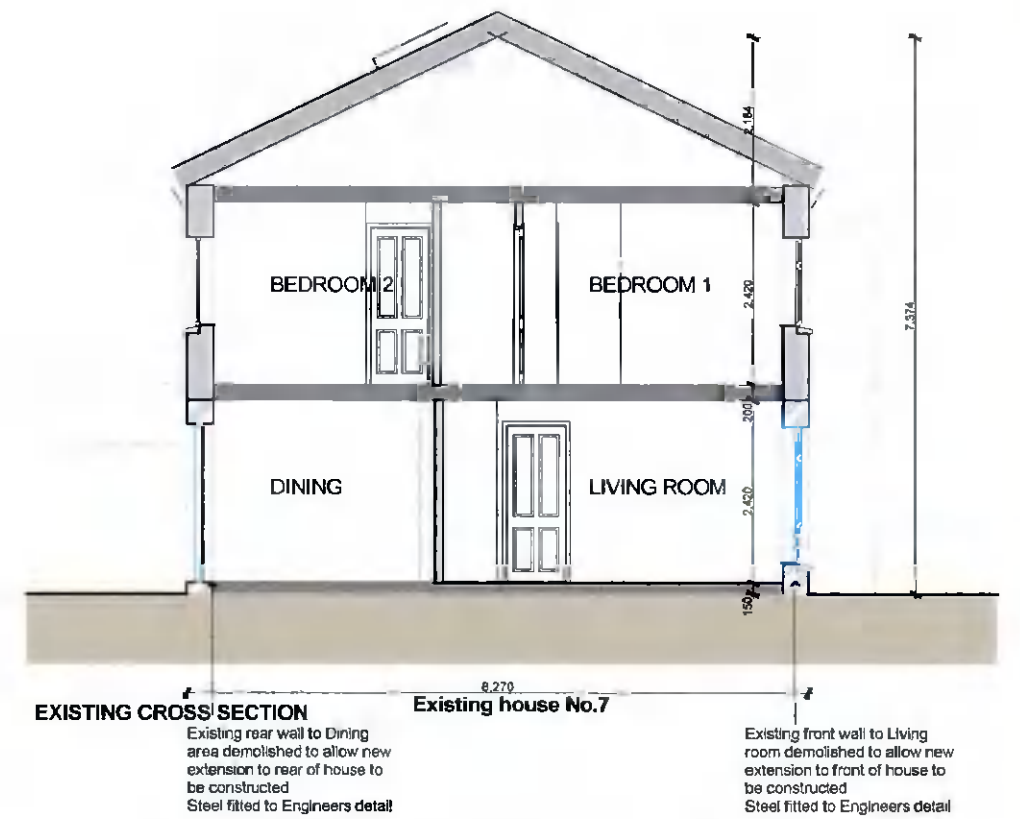 2,184
BEDROOM 2
BEDROOM 1
2,420
7,374
200
DINING
LIVING ROOM
2,420
150
8,270
EXISTING CROSS SECTION
Existing house No.7
Existing rear wall to Dining
area demolished to allow new
extension to rear of house to
be constructed
Steel fitted to Engineers detail
Existing front wall to Living
room demolished to allow new
extension to front of house to
be constructed
Steel fitted to Engineers detail